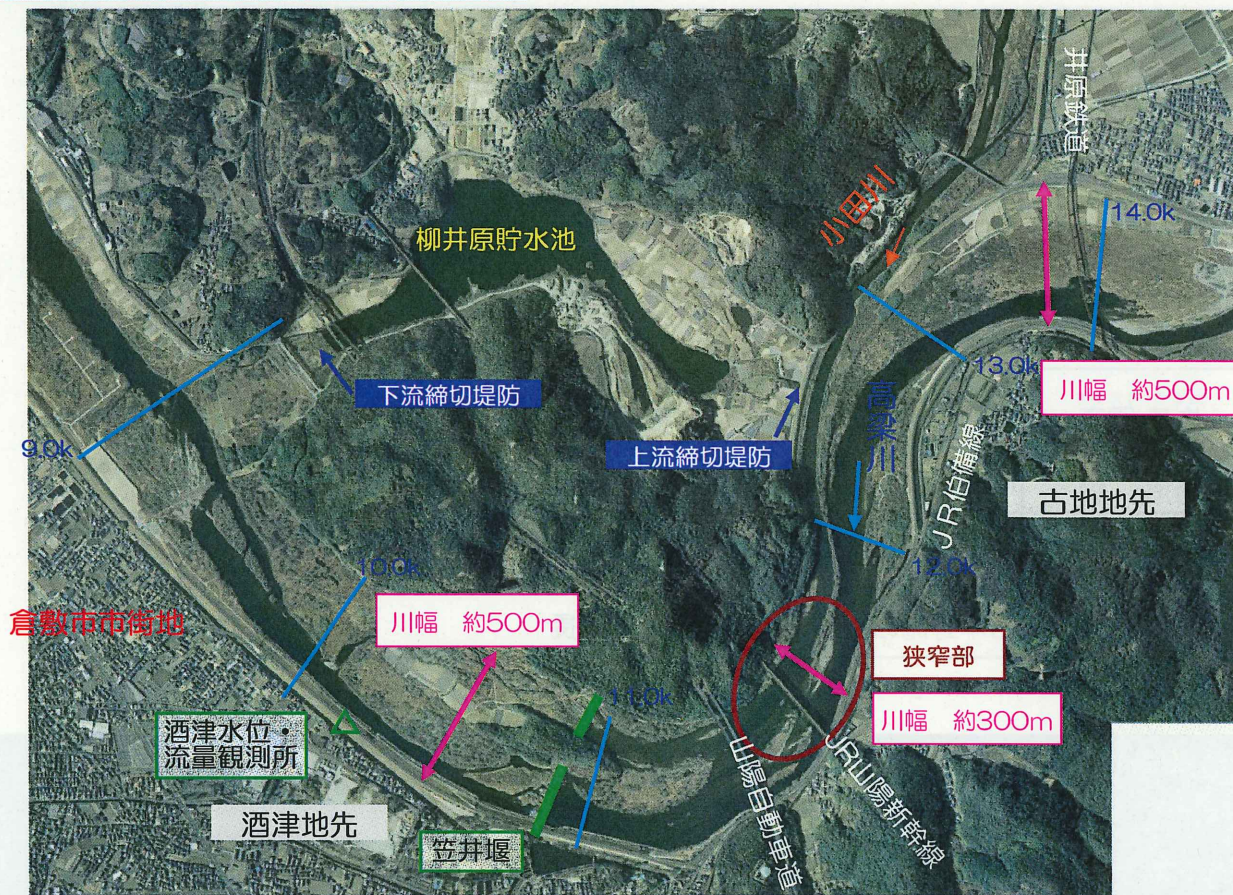 井原鉄道
小田川
14.0k
柳井原貯水池
13.0k
川幅 約500m
下流締切堤防
高梁川
9.0k
上流締切堤防
JR伯備線
古地地先
12.0k
10.0k
倉敷市市街地
川幅 約500m
狭窄部
11.0k
川幅 約300m
酒津水位・
流量観測所
山陽自動車道
JR山陽新幹線
酒津地先
笠井堰